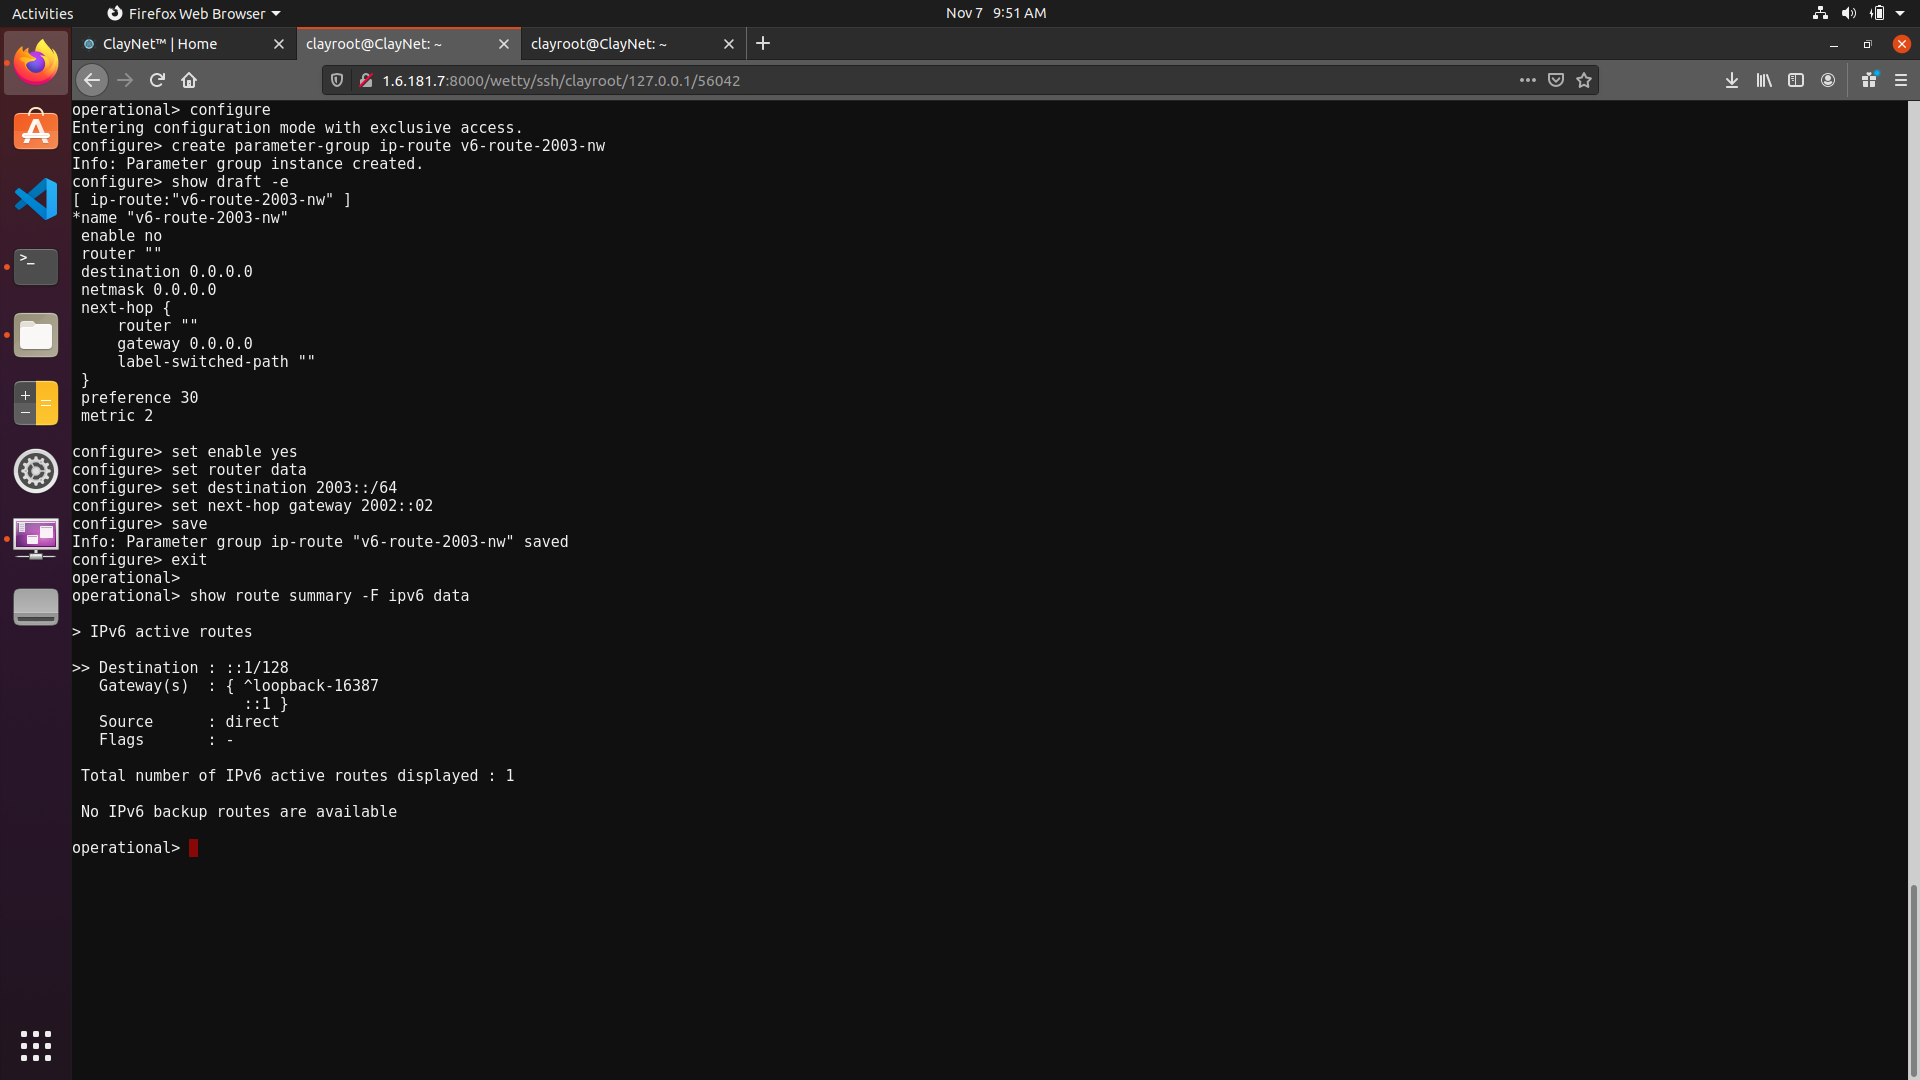 Activities
Firefox Web Browser
Nov 7 9:51 AM
ClayNet™ | Home
clayroot@ClayNet: ~
clayroot@ClayNet: ~
1.6.181.7:8000/wetty/ssh/clayroot/127.0.0.1/56042
operational> configure
Entering configuration mode with exclusive access.
configure> create parameter-group ip-route v6-route-2003-nw
Info: Parameter group instance created.
configure> show draft -e
[ ip-route:"v6-route-2003-nw" ]
*name "v6-route-2003-nw"
 enable no
 router ""
 destination 0.0.0.0
 netmask 0.0.0.0
 next-hop {
     router ""
     gateway 0.0.0.0
     label-switched-path ""
 }
 preference 30
 metric 2
configure> set enable yes
configure> set router data
configure> set destination 2003::/64
configure> set next-hop gateway 2002::02
configure> save
Info: Parameter group ip-route "v6-route-2003-nw" saved
configure> exit
operational>
operational> show route summary -F ipv6 data
> IPv6 active routes
>> Destination : ::1/128
   Gateway(s)  : { ^loopback-16387
                   ::1 }
   Source      : direct
   Flags       : -
 Total number of IPv6 active routes displayed : 1
 No IPv6 backup routes are available
operational>